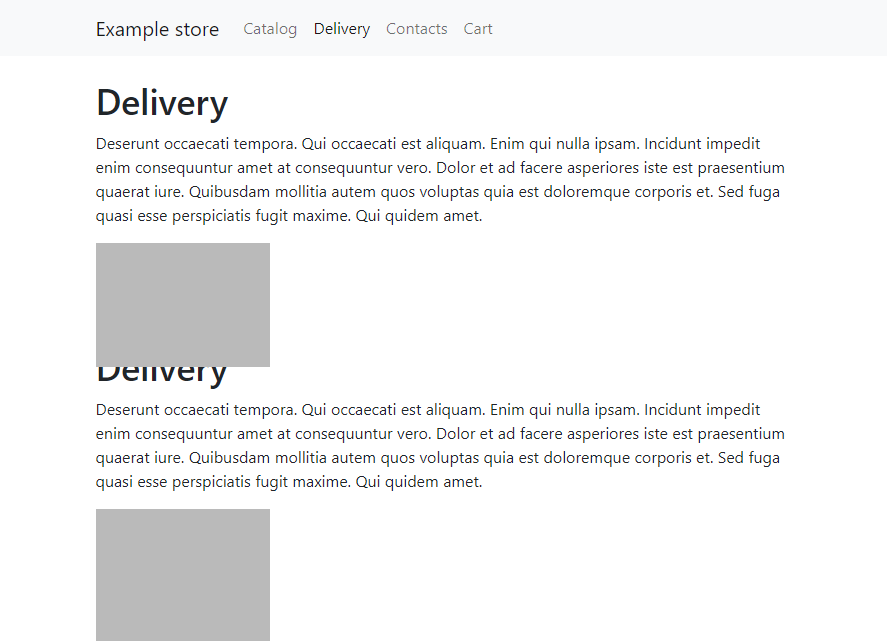 Example store Catalog Delivery Contacts Cart
Delivery
Deserunt occaecati tempora. Qui occaecati est aliquam. Enim qui nulla ipsam. Incidunt impedit
enim consequuntur amet at consequuntur vero. Dolor et ad facere asperiores iste est praesentium
quaerat iure. Quibusdam mollitia autem quos voluptas quia est doloremque corporis et. Sed fuga
quasi esse perspiciatis fugit maxime. Qui quidem amet.
Delivery
Deserunt occaecati tempora. Qui occaecati est aliquam. Enim qui nulla ipsam. Incidunt impedit
enim consequuntur amet at consequuntur vero. Dolor et ad facere asperiores iste est praesentium
quaerat iure. Quibusdam mollitia autem quos voluptas quia est doloremque corporis et. Sed fuga
quasi esse perspiciatis fugit maxime. Qui quidem amet.